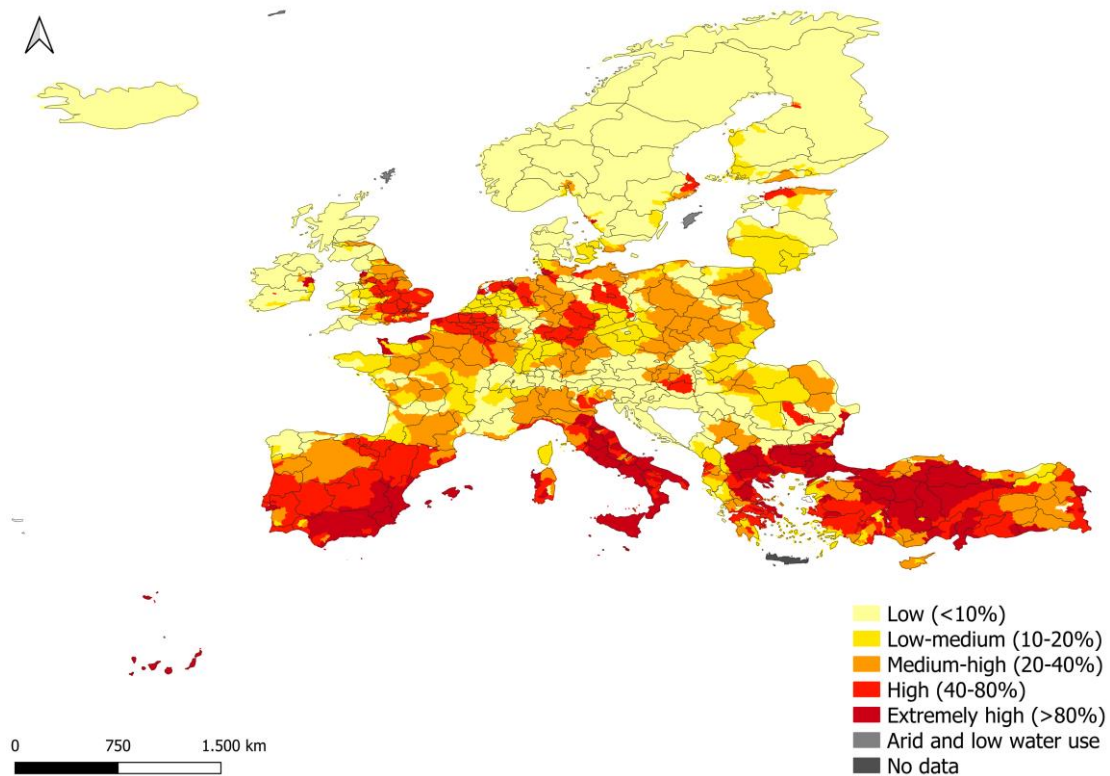 Low (<10%)
Low-medium (10-20%)
Medium-high (20-40%)
High (40-80%)
Extremely high (>80%)
Arid and low water use
No data
0 750 1.500 km